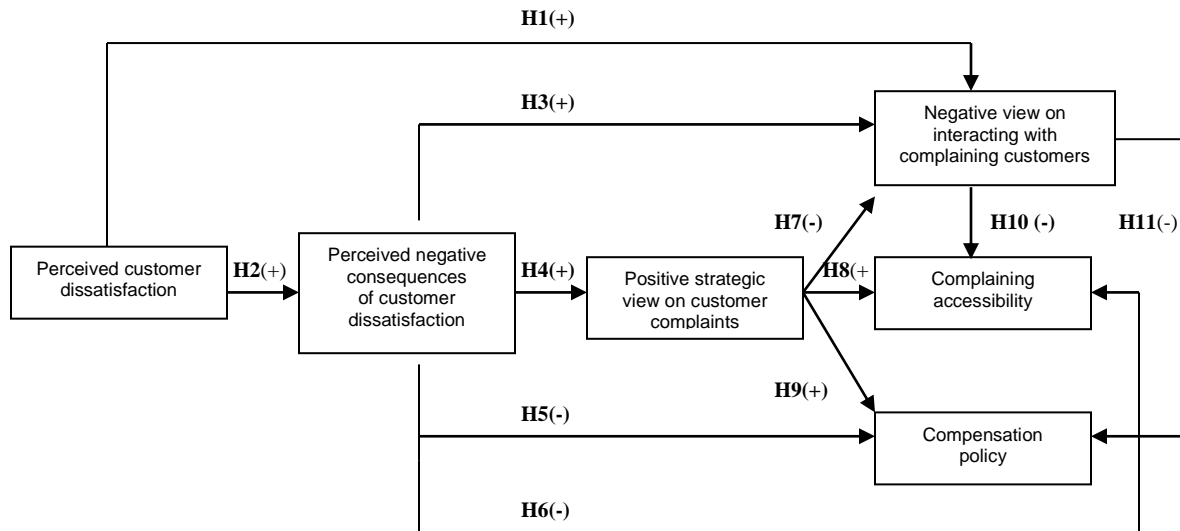 H1(+)
H3(+)
Negative view on
interacting with
complaining customers
H7(-)
H10 (-)
H11(-)
Perceived customer
dissatisfaction
H2(+)
Perceived negative
consequences
of customer
dissatisfaction
H4(+)
Positive strategic
view on customer
complaints
H8(+
Complaining
accessibility
H9(+)
H5(-)
Compensation
policy
H6(-)